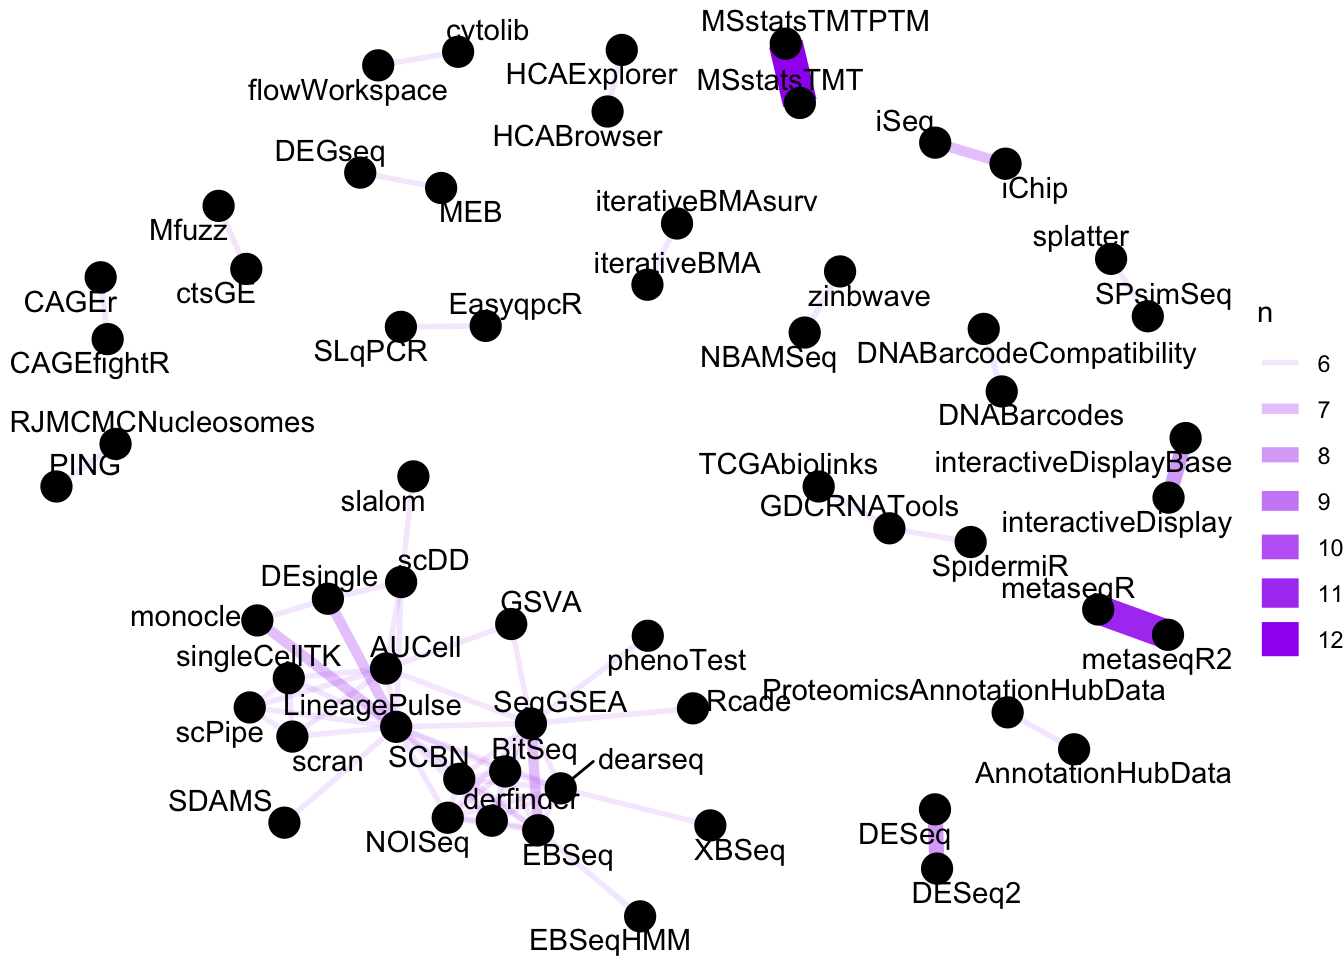 MSstatsTMTPTM
cytolib
HCAExplorer
MSstatsTMT
flowWorkspace
iSeq
HCABrowser
DEGseq
iChip
iterativeBMAsurv
MEB
Mfuzz
splatter
iterativeBMA
ctsGE
SPsimSeq
zinbwave
CAGEr
EasyqpcR
n
SLqPCR
NBAMSeq
DNABarcodeCompatibility
CAGEfightR
6
7
DNABarcodes
RJMCMCNucleosomes
8
PING
TCGAbiolinks
interactiveDisplayBase
slalom
GDCRNATools
9
interactiveDisplay
10
scDD
SpidermiR
DEsingle
metaseqR
11
GSVA
monocle
12
AUCell
singleCellTK
phenoTest
metaseqR2
ProteomicsAnnotationHubData
SeqGSEA
Rcade
LineagePulse
scPipe
BitSeq
SCBN
scran
dearseq
AnnotationHubData
SDAMS
derfinder
DESeq
NOISeq
XBSeq
EBSeq
DESeq2
EBSeqHMM